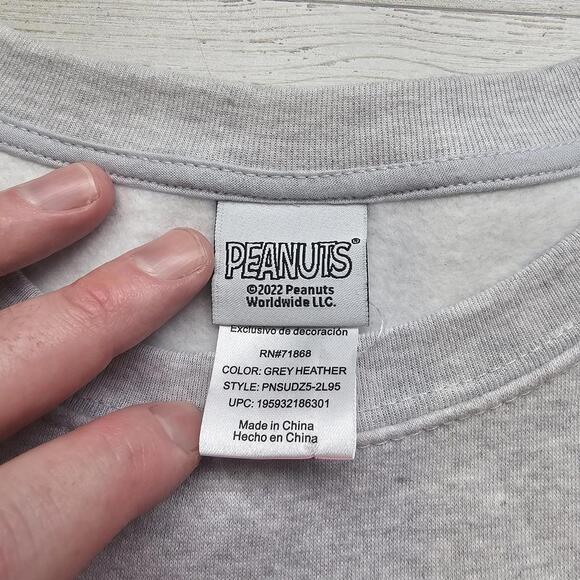 PEANUTS®
©2022 Peanuts
Worldwide LLC.
Exclusivo de decoración
RN#71868
COLOR: GREY HEATHER
STYLE: PNSUDZ5-2L95
UPC: 195932186301
Made in China
Hecho en China